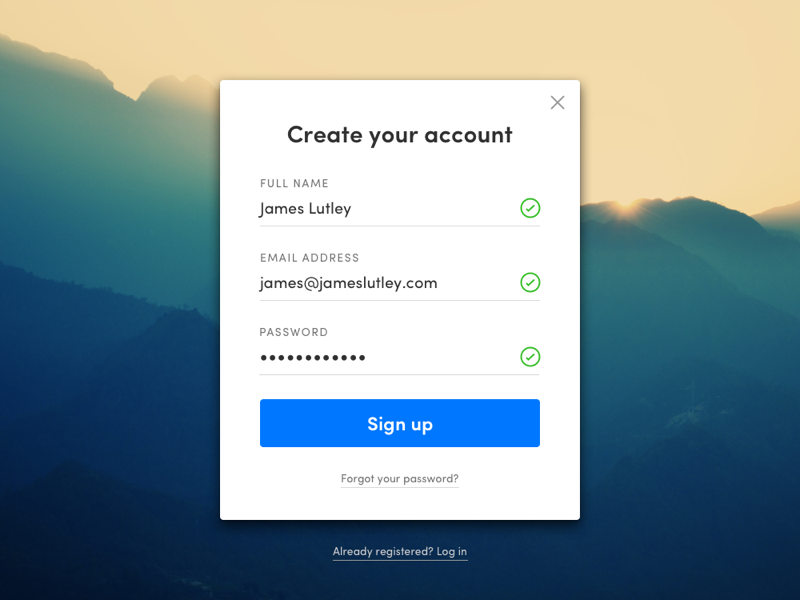 Create your account
FULL NAME
James Lutley
EMAIL ADDRESS
james@jameslutley.com
PASSWORD
••••••••••••
Sign up
Forgot your password?
Already registered? Log in